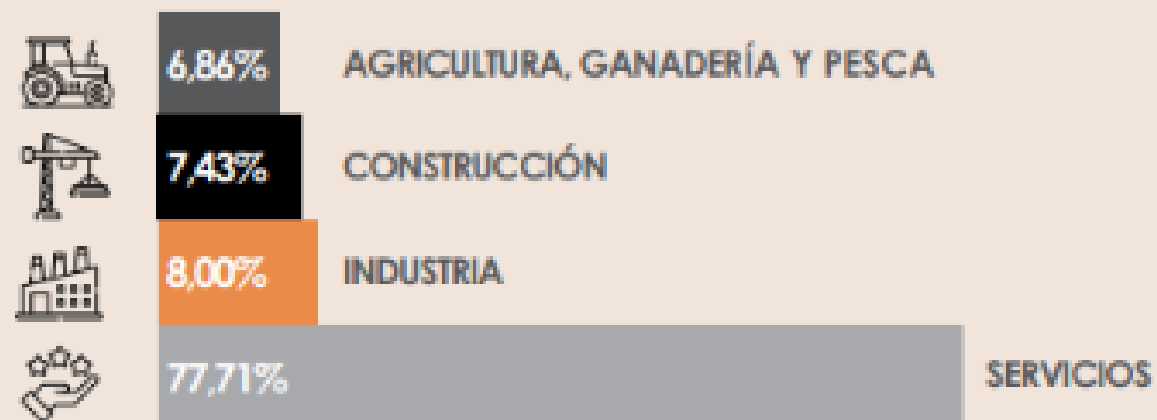 6,86% AGRICULTURA, GANADERÍA Y PESCA
7,43% CONSTRUCCIÓN
8,00% INDUSTRIA
77,71% SERVICIOS